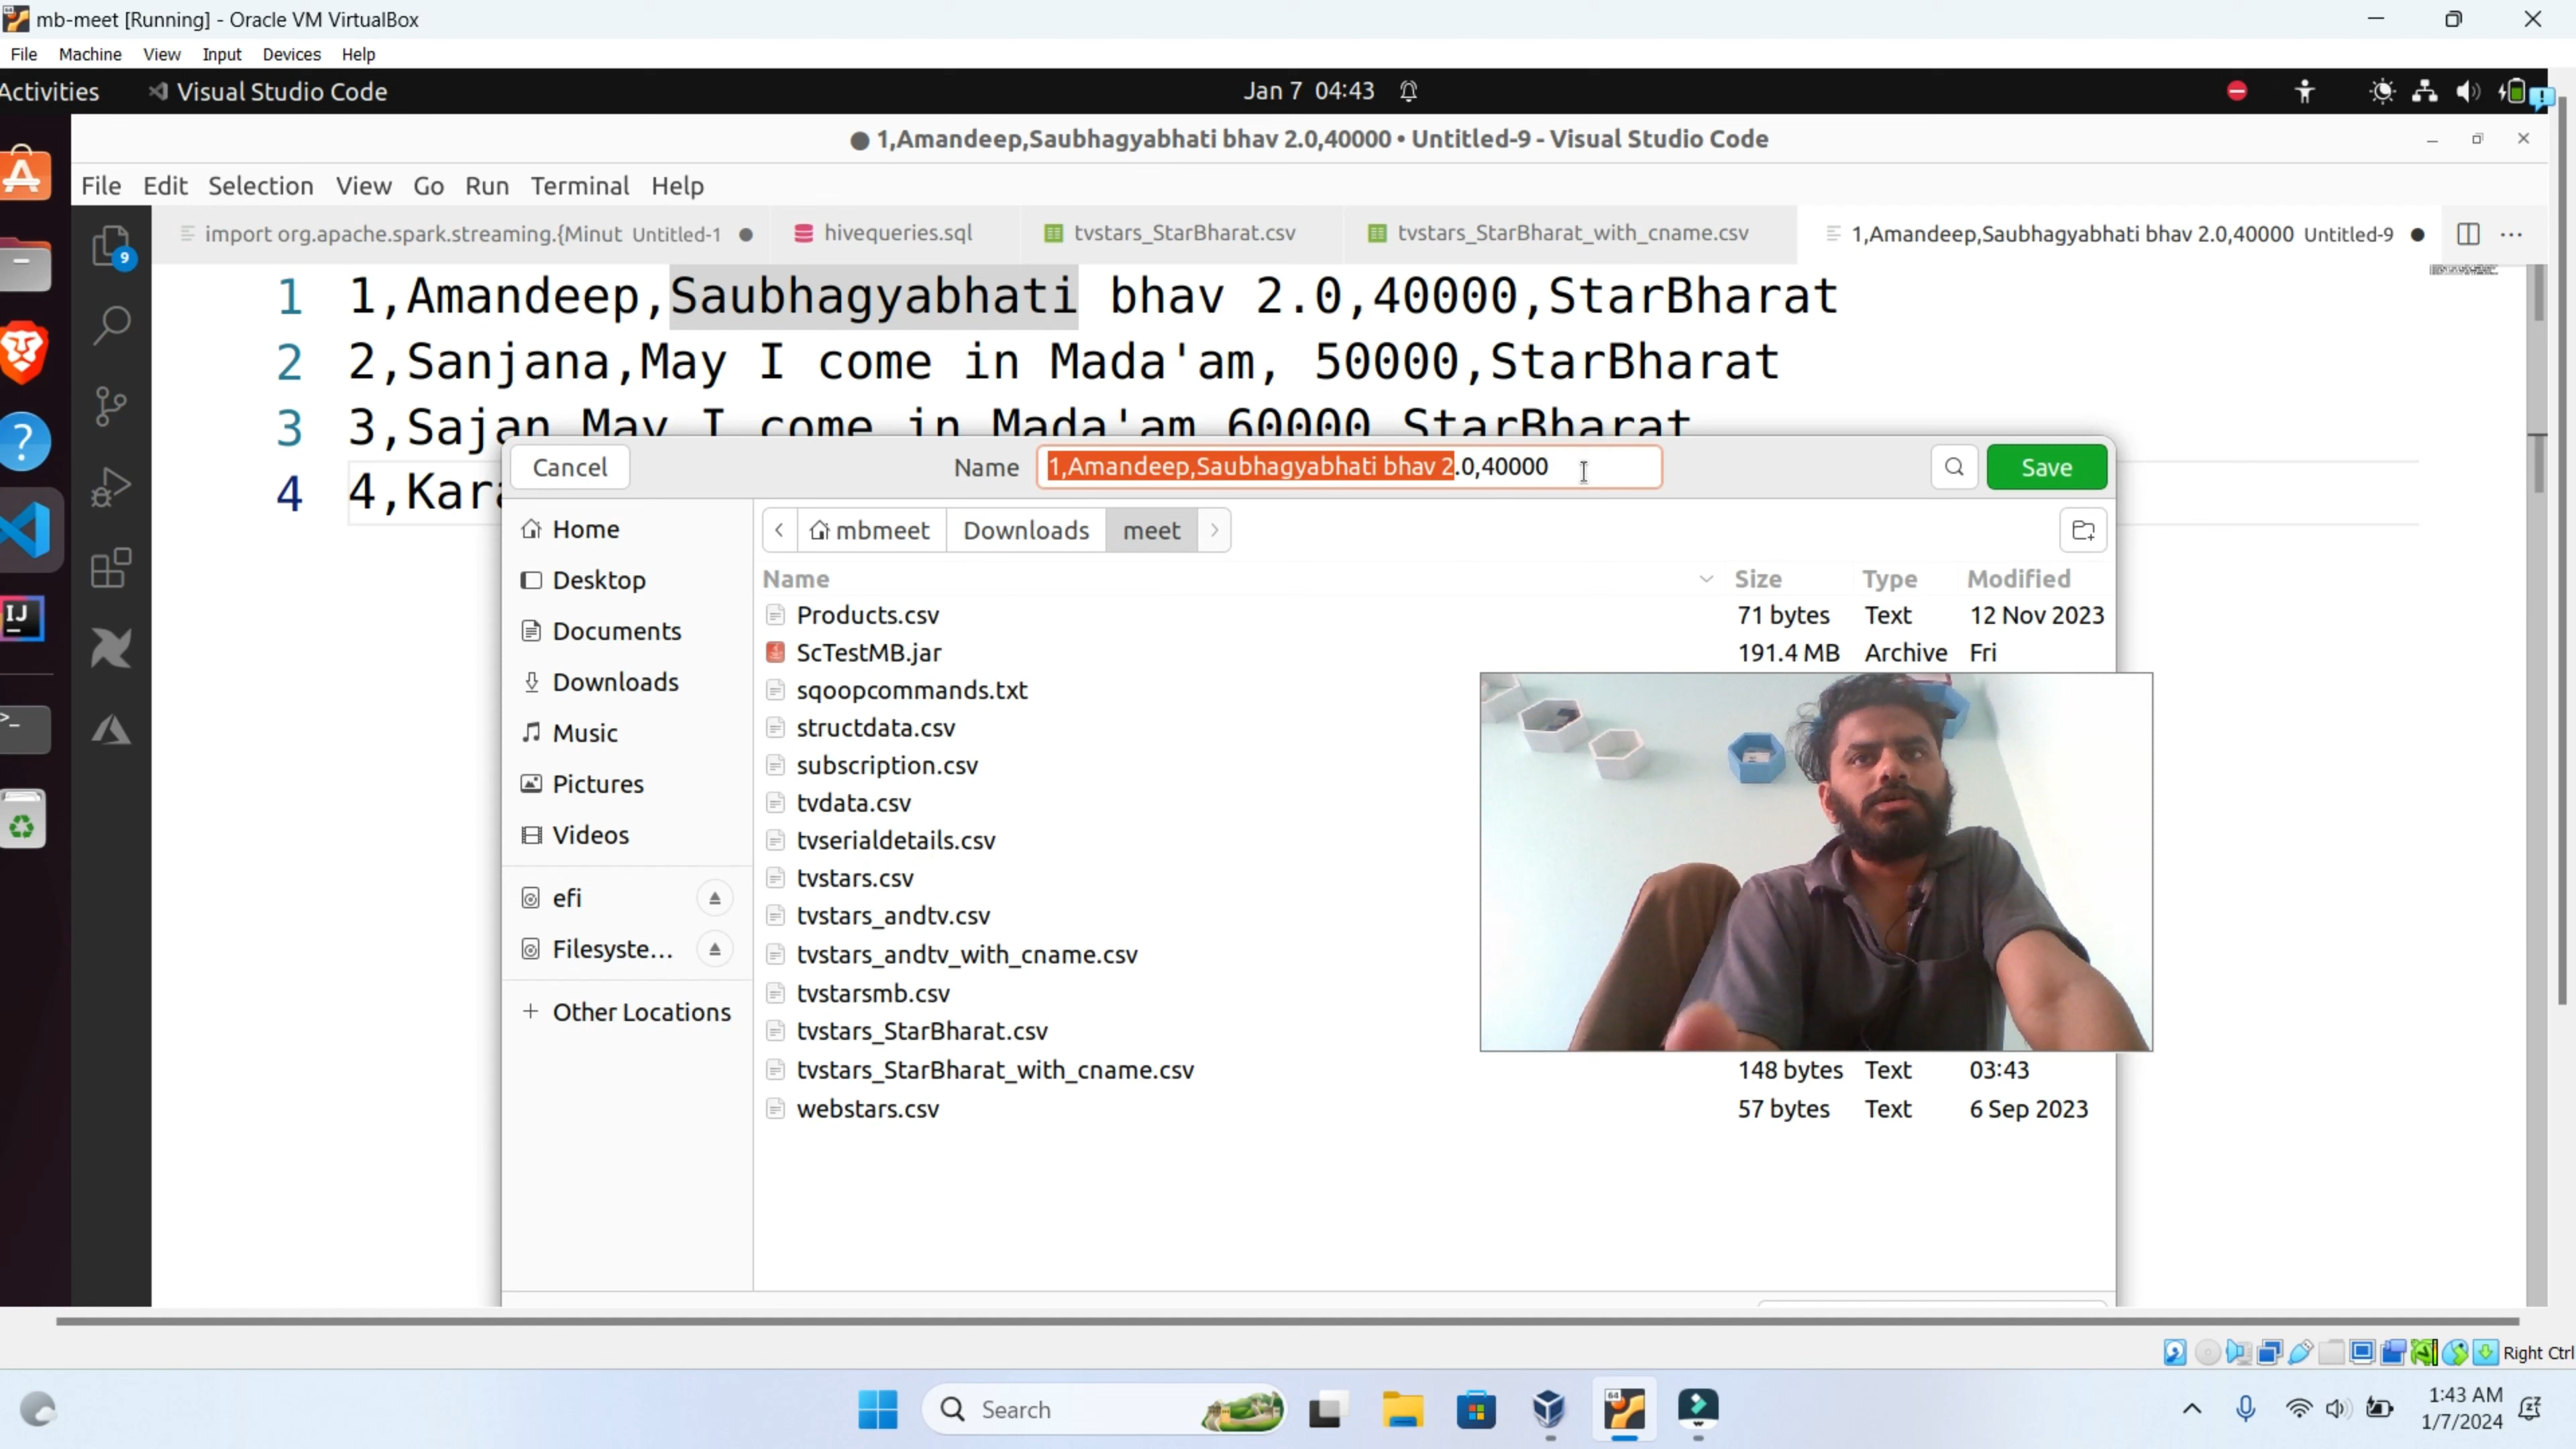 mb-meet [Running] - Oracle VM VirtualBox
File Machine View Input Devices Help
Activities Visual Studio Code Jan 7 04:43
● 1,Amandeep,Saubhagyabhati bhav 2.0,40000 • Untitled-9 - Visual Studio Code
File Edit Selection View Go Run Terminal Help
9
import org.apache.spark.streaming.{Minut Untitled-1 hivequeries.sql tvstars_StarBharat.csv tvstars_StarBharat_with_cname.csv 1,Amandeep,Saubhagyabhati bhav 2.0,40000 Untitled-9
1 1,Amandeep,Saubhagyabhati bhav 2.0,40000,StarBharat
2 2,Sanjana,May I come in Mada'am, 50000,StarBharat
3 3,Sajan,May I come in Mada'am,60000,StarBharat
4 4,Kara
Cancel Name 1,Amandeep,Saubhagyabhati bhav 2.0,40000 Save
Home
Desktop
Documents
Downloads
Music
Pictures
Videos
efi
Filesyste...
+ Other Locations
mbmeet Downloads meet
Name Size Type Modified
Products.csv 71 bytes Text 12 Nov 2023
ScTestMB.jar 191.4 MB Archive Fri
sqoopcommands.txt
structdata.csv
subscription.csv
tvdata.csv
tvserialdetails.csv
tvstars.csv
tvstars_andtv.csv
tvstars_andtv_with_cname.csv
tvstarsmb.csv
tvstars_StarBharat.csv
tvstars_StarBharat_with_cname.csv 148 bytes Text 03:43
webstars.csv 57 bytes Text 6 Sep 2023
IJ
Right Ctrl
Search
64
1:43 AM
1/7/2024